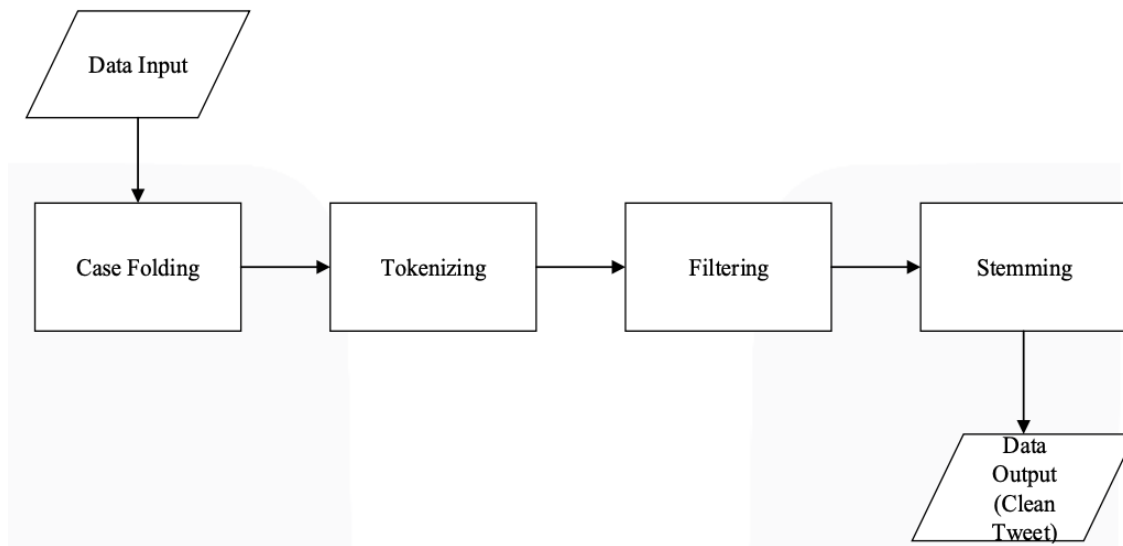 Data Input
Case Folding
Tokenizing
Filtering
Stemming
Data
Output
(Clean
Tweet)